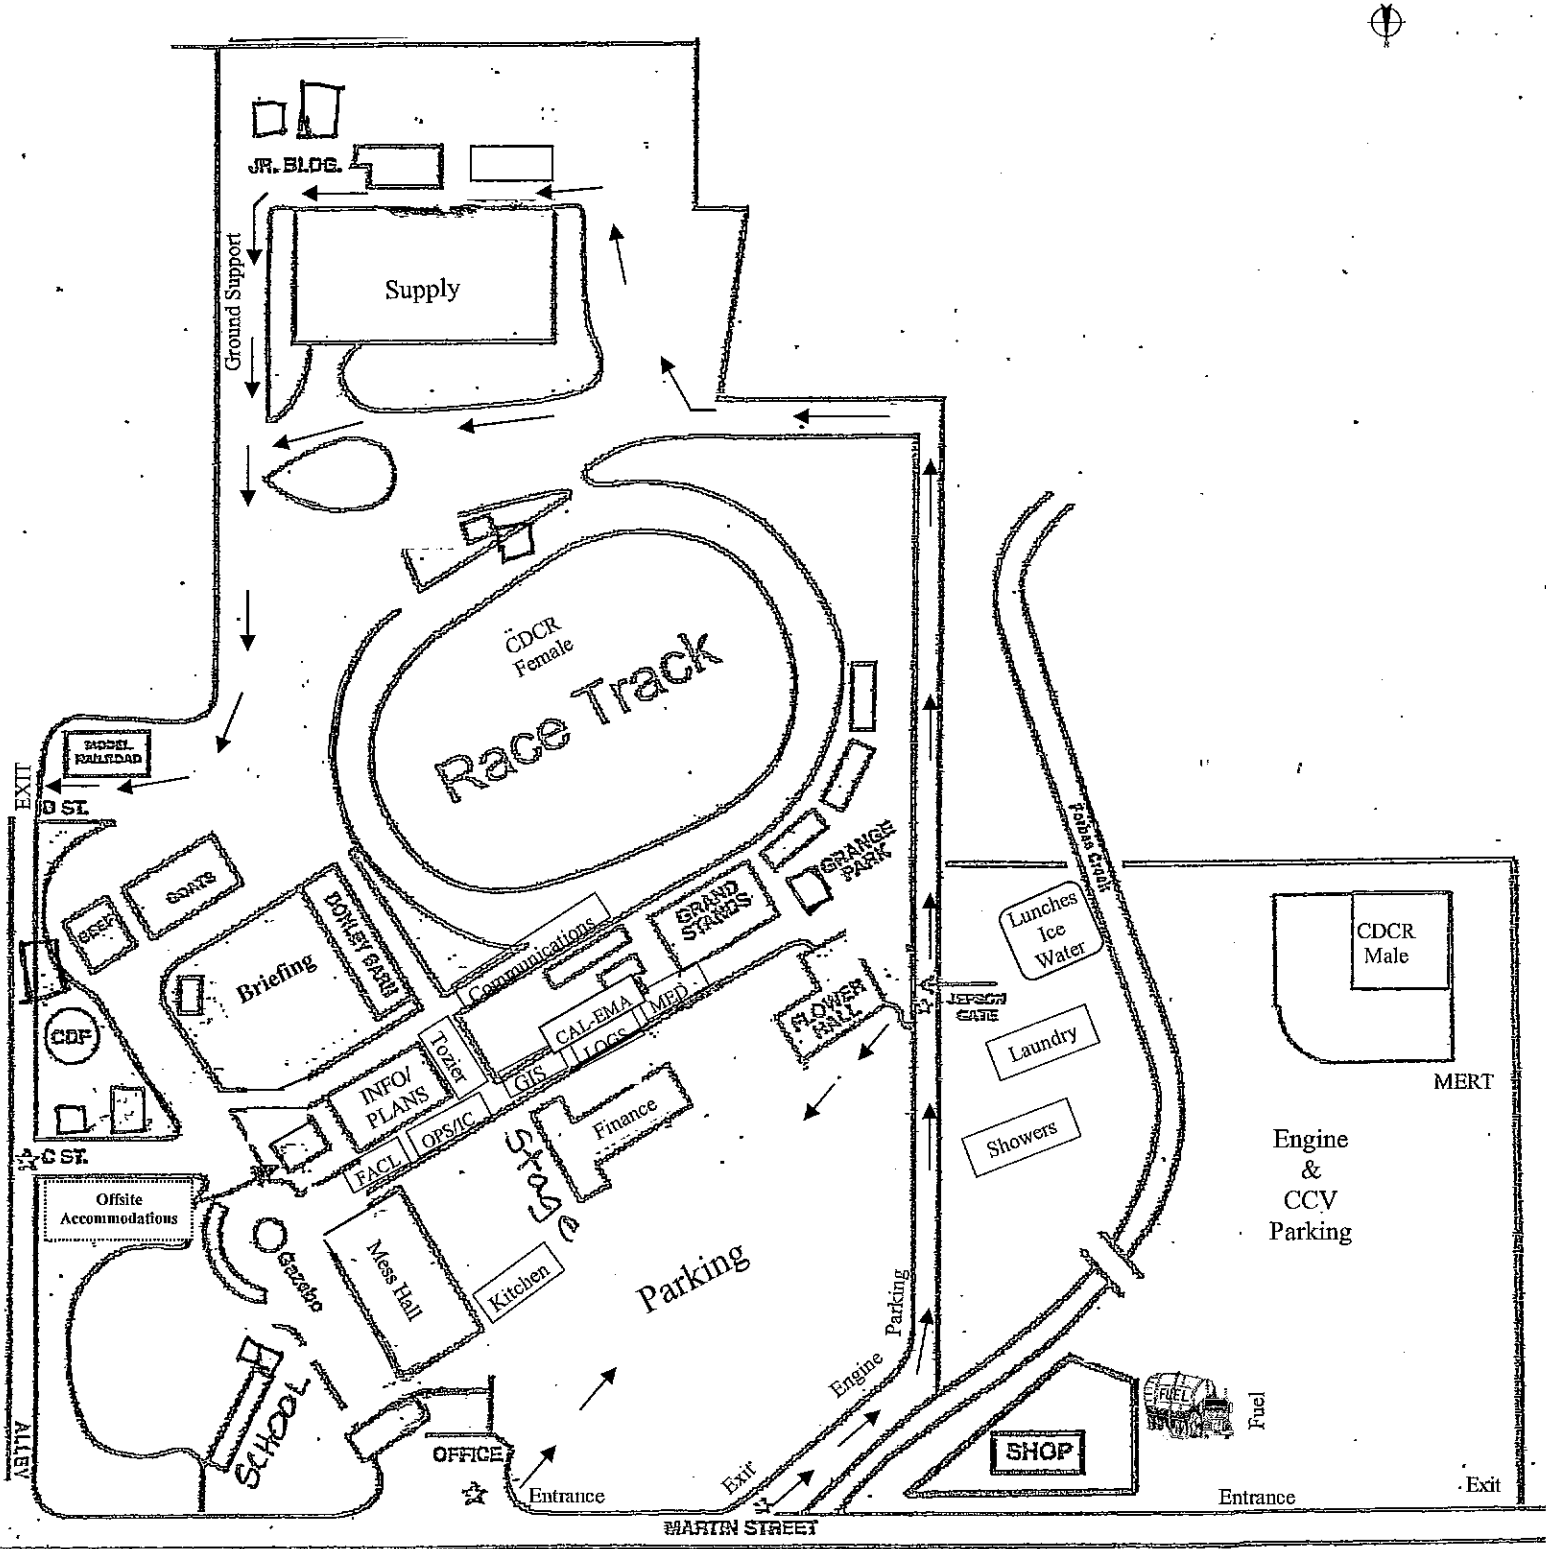 JR. BLDG.
Ground Support
Supply
CDCR
Female
Race Track
MODEL
RAILROAD
EXIT
D ST.
GOATS
BEEF
GRANGE
PARK
GRAND
STANDS
Forbes Creek
Lunches
Ice
Water
CDCR
Male
DONLEY BARN
Briefing
Communications
CAL-EMA
MED
LOGS
GIS
Tozier
FLOWER
HALL
JEPSON
GATE
CDF
Laundry
MERT
INFO/
PLANS
OPS/IC
FACL
Finance
Stage
Showers
Engine
&
CCV
Parking
C ST.
Offsite
Accommodations
Gazebo
Mess Hall
Kitchen
Parking
Engine Parking
SCHOOL
ALLEY
OFFICE
SHOP
FUEL
Fuel
Entrance
Exit
Entrance
Exit
MARTIN STREET